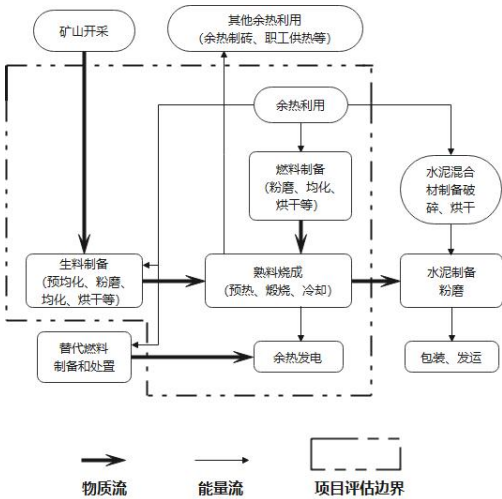 矿山开采
其他余热利用
(余热制砖、职工供热等)
余热利用
燃料制备
(粉磨、均化、
烘干等)
水泥混合
材制备破
碎、烘干
生料制备
(预均化、粉磨、
均化、烘干等)
熟料烧成
(预热、煅烧、冷却)
水泥制备
粉磨
替代燃料
制备和处置
余热发电
包装、发运
物质流
能量流
项目评估边界